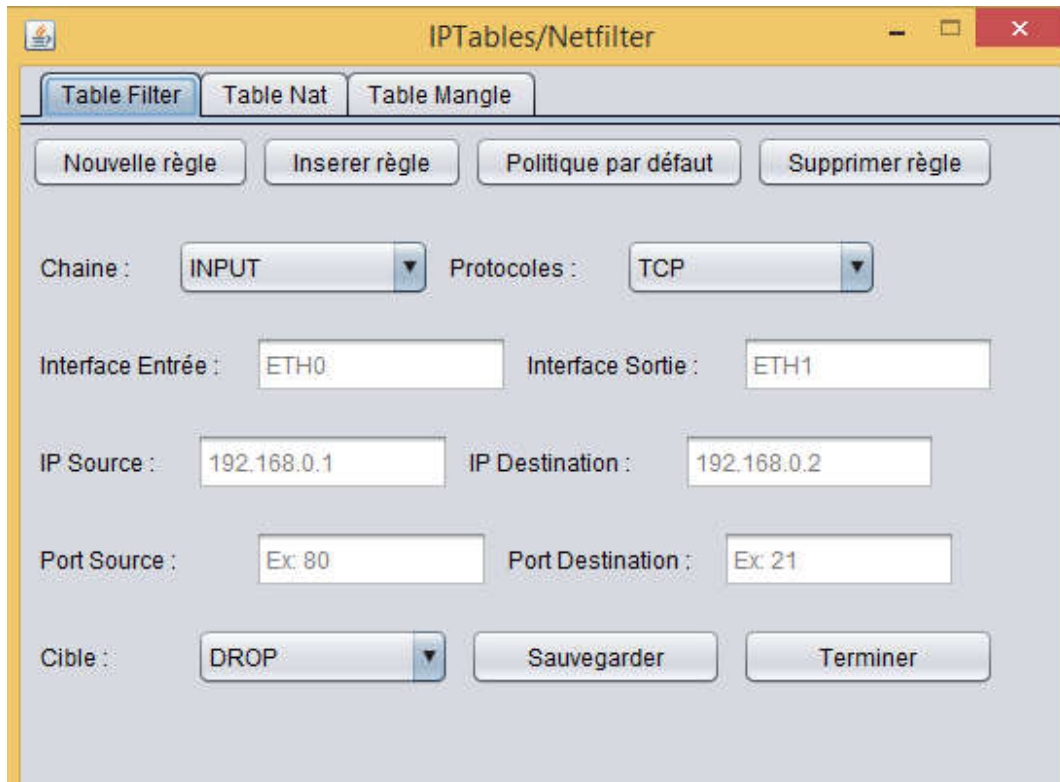 IPTables/Netfilter
Table Filter Table Nat Table Mangle
Nouvelle règle Inserer règle Politique par défaut Supprimer règle
Chaine : INPUT Protocoles : TCP
Interface Entrée : ETH0 Interface Sortie : ETH1
IP Source : 192.168.0.1 IP Destination : 192.168.0.2
Port Source : Ex: 80 Port Destination : Ex: 21
Cible : DROP Sauvegarder Terminer